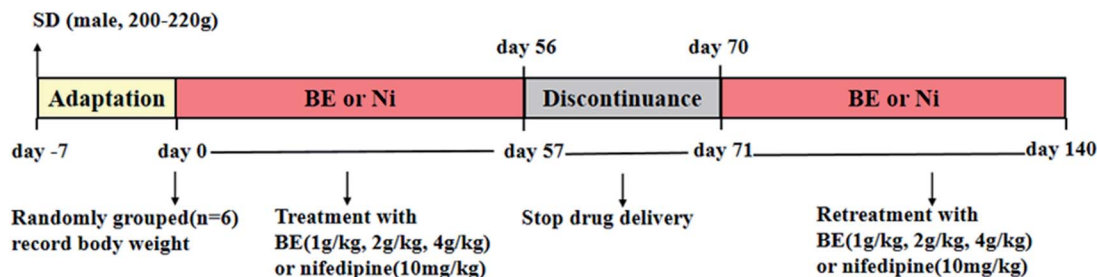 SD (male, 200-220g)
day 56
day 70
Adaptation
BE or Ni
Discontinuance
BE or Ni
day -7
day 0
day 57
day 71
day 140
Randomly grouped(n=6)
record body weight
Treatment with
BE(1g/kg, 2g/kg, 4g/kg)
or nifedipine(10mg/kg)
Stop drug delivery
Retreatment with
BE(1g/kg, 2g/kg, 4g/kg)
or nifedipine(10mg/kg)